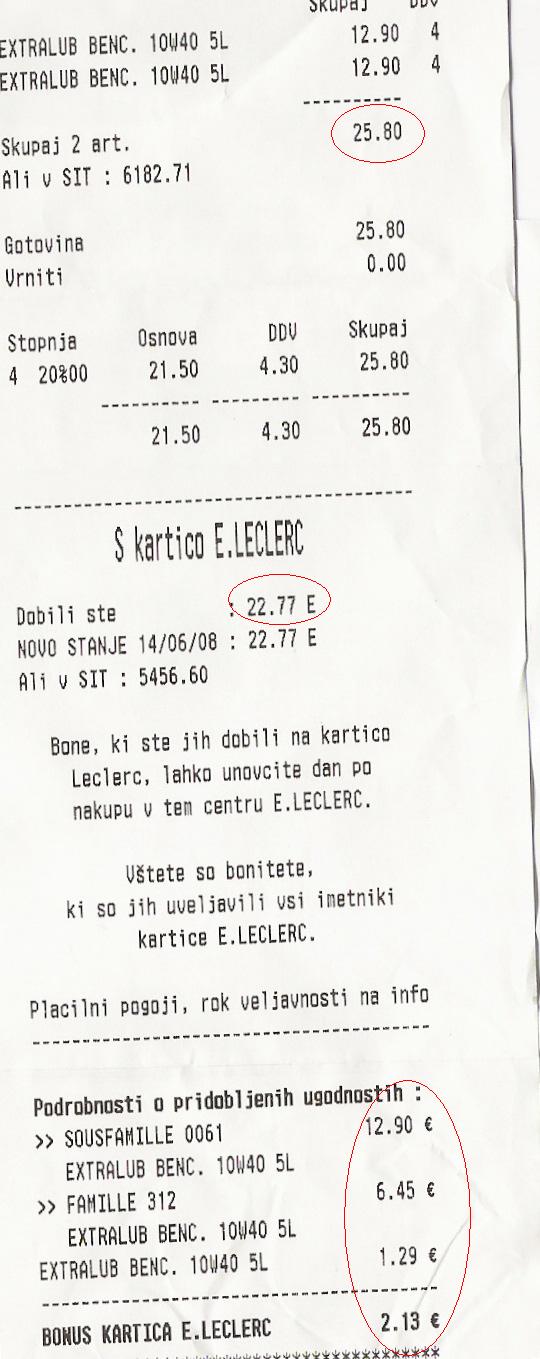 Skupaj DDV
EXTRALUB BENC. 10W40 5L 12.90 4
EXTRALUB BENC. 10W40 5L 12.90 4
----------
Skupaj 2 art. 25.80
Ali v SIT : 6182.71
Gotovina 25.80
Vrniti 0.00
Stopnja Osnova DDV Skupaj
4 20%00 21.50 4.30 25.80
---------- --------- ----------
21.50 4.30 25.80
----------------------------------------
S kartico E.LECLERC
Dobili ste : 22.77 E
NOVO STANJE 14/06/08 : 22.77 E
Ali v SIT : 5456.60
Bone, ki ste jih dobili na kartico
Leclerc, lahko unovcite dan po
nakupu v tem centru E.LECLERC.
Vštete so bonitete,
ki so jih uveljavili vsi imetniki
kartice E.LECLERC.
Placilni pogoji, rok veljavnosti na info
----------------------------------------
Podrobnosti o pridobljenih ugodnostih :
>> SOUSFAMILLE 0061 12.90 €
EXTRALUB BENC. 10W40 5L
>> FAMILLE 312 6.45 €
EXTRALUB BENC. 10W40 5L
EXTRALUB BENC. 10W40 5L 1.29 €
----------------------------------------
BONUS KARTICA E.LECLERC 2.13 €
****************************************